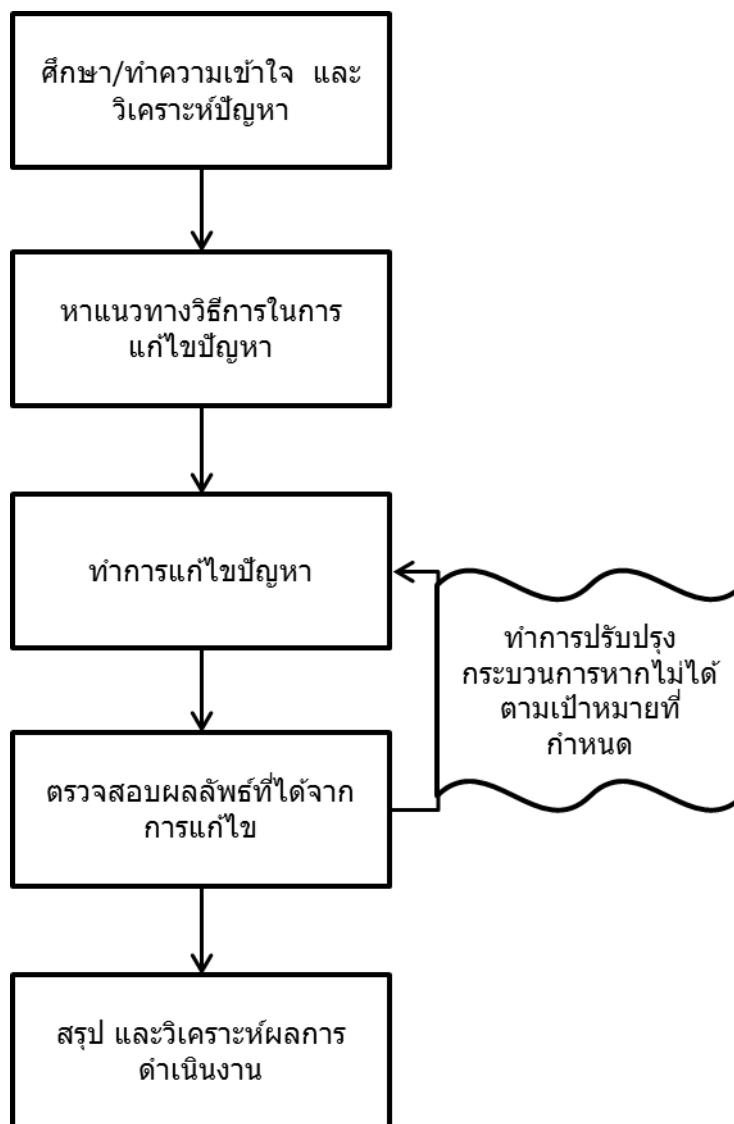 ศึกษา/ทำความเข้าใจ และ
วิเคราะห์ปัญหา
หาแนวทางวิธีการในการ
แก้ไขปัญหา
ทำการแก้ไขปัญหา
ทำการปรับปรุง
กระบวนการหากไม่ได้
ตามเป้าหมายที่
กำหนด
ตรวจสอบผลลัพธ์ที่ได้จาก
การแก้ไข
สรุป และวิเคราะห์ผลการ
ดำเนินงาน